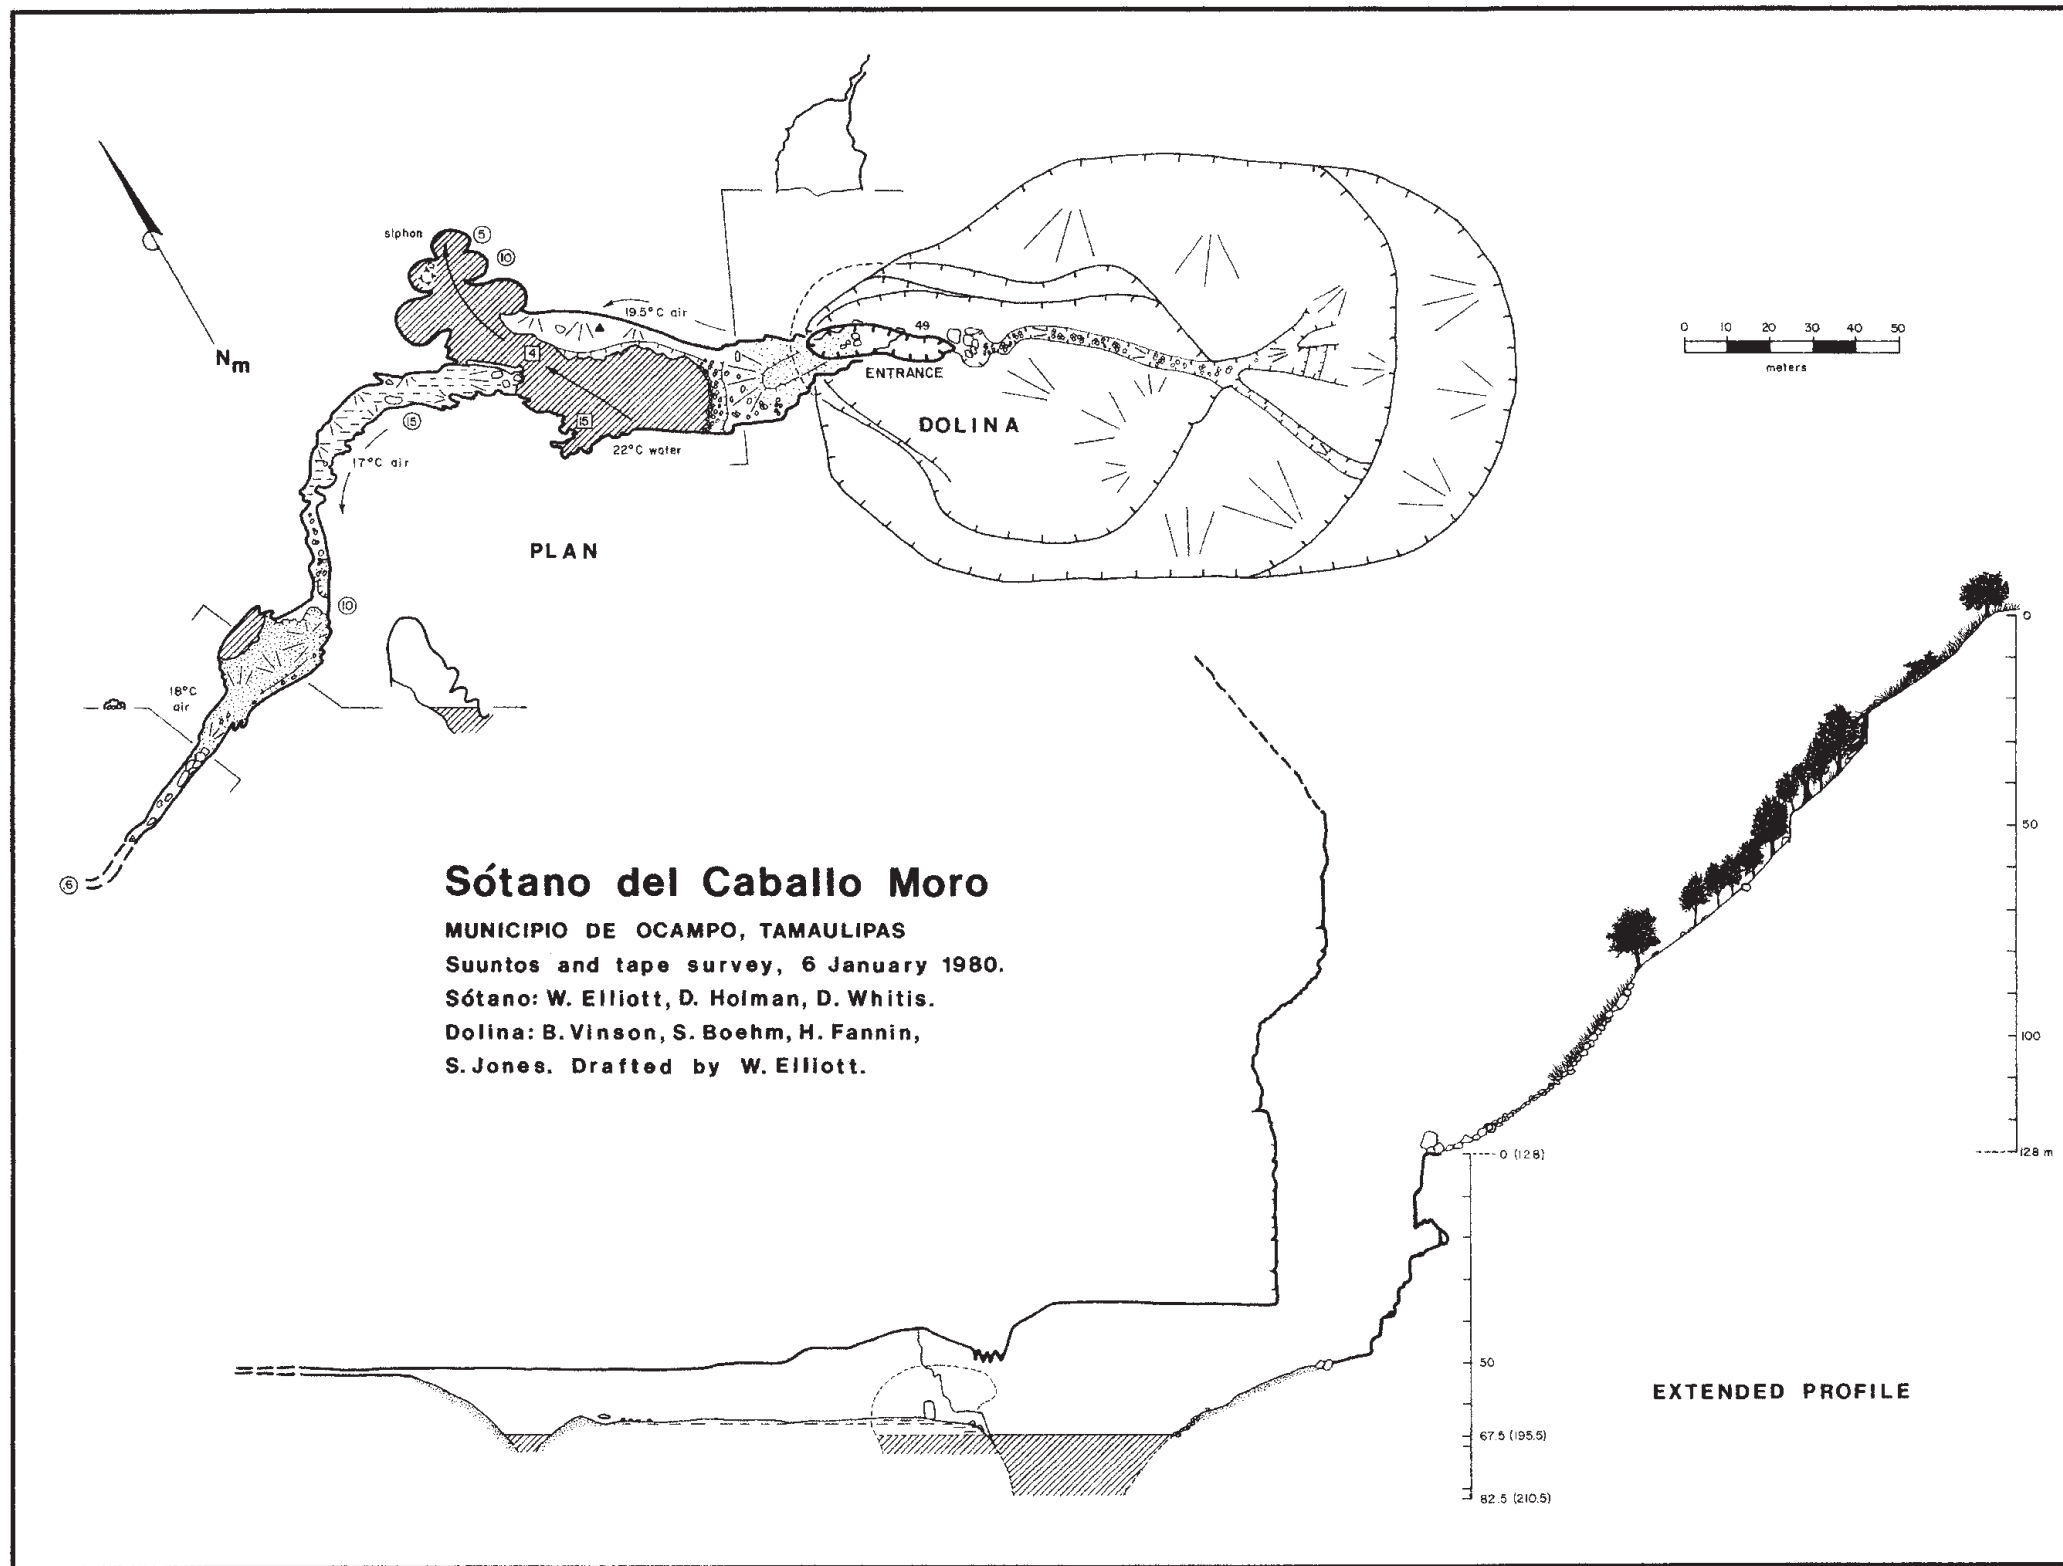 siphon
5
10
19.5°C air
49
ENTRANCE
4
15
15
22°C water
17°C air
DOLINA
0 10 20 30 40 50
meters
Nm
PLAN
10
18°C
air
6
Sótano del Caballo Moro
MUNICIPIO DE OCAMPO, TAMAULIPAS
Suuntos and tape survey, 6 January 1980.
Sótano: W. Elliott, D. Holman, D. Whitis.
Dolina: B. Vinson, S. Boehm, H. Fannin,
S. Jones. Drafted by W. Elliott.
0
50
100
128 m
0 (128)
50
67.5 (195.5)
82.5 (210.5)
EXTENDED PROFILE